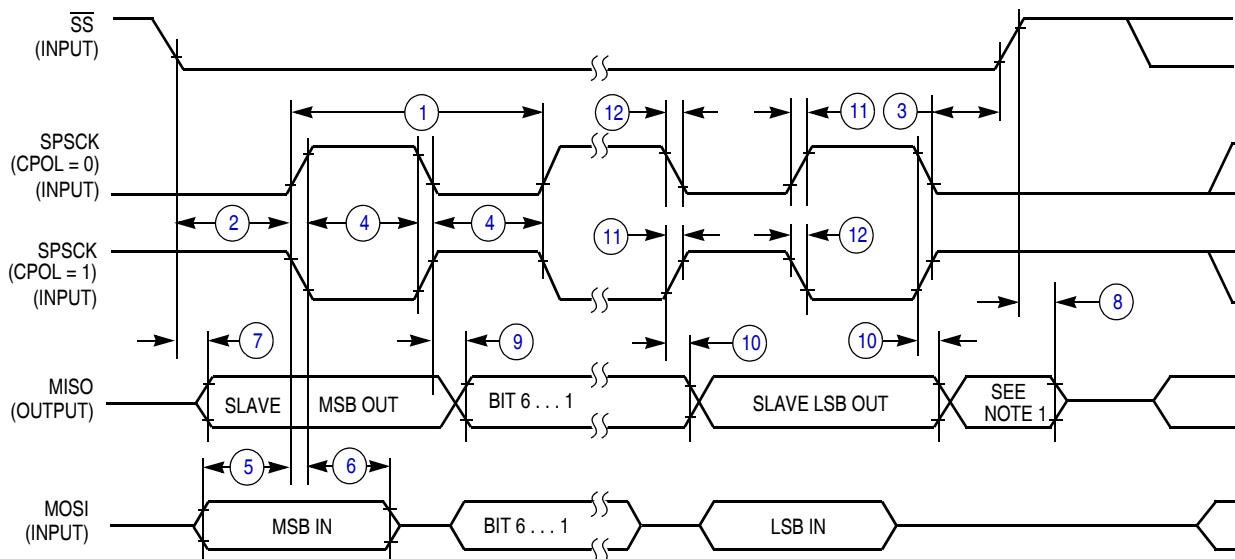 SS
(INPUT)
1
12
11
3
SPSCK
(CPOL = 0)
(INPUT)
2
4
4
11
12
SPSCK
(CPOL = 1)
(INPUT)
8
7
9
10
10
MISO
(OUTPUT)
SLAVE MSB OUT
BIT 6 . . . 1
SLAVE LSB OUT
SEE
NOTE 1
5
6
MOSI
(INPUT)
MSB IN
BIT 6 . . . 1
LSB IN